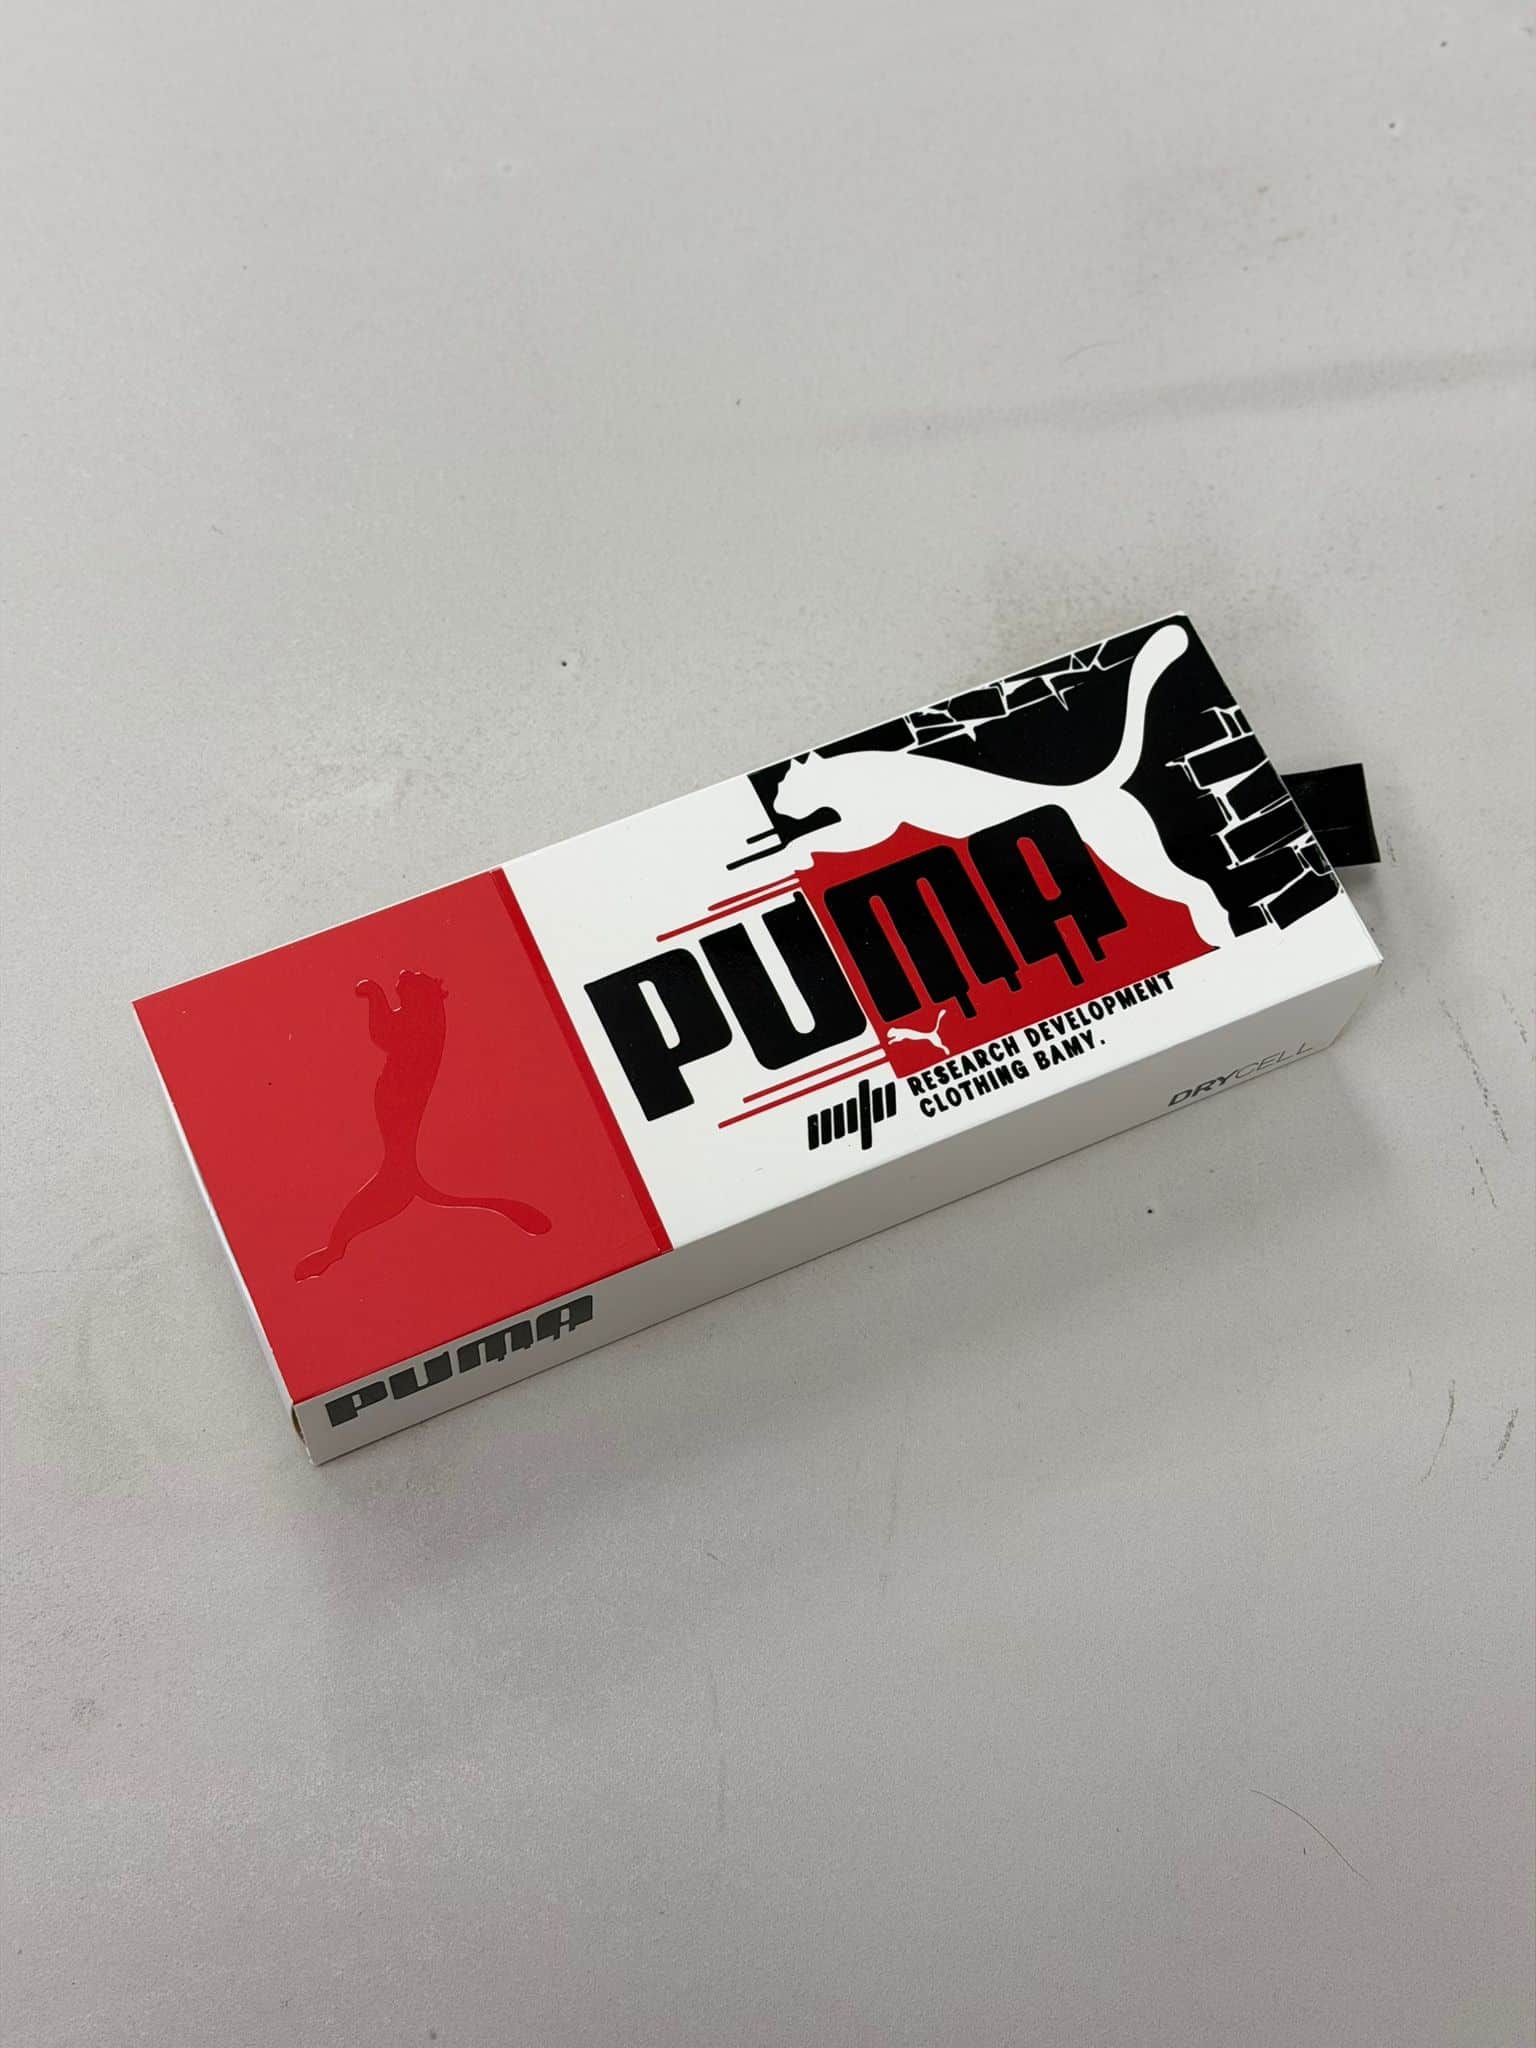 PUMA
RESEARCH DEVELOPMENT
CLOTHING BAMY.
DRYCELL
PUMA